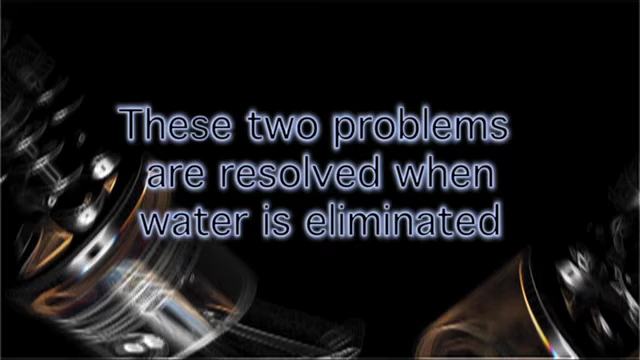 These two problems
are resolved when
water is eliminated